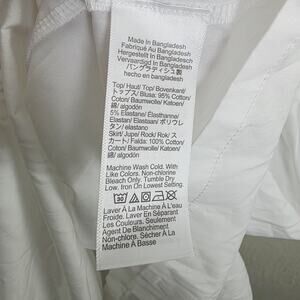 Made In Bangladesh
Fabriqué Au Bangladesh
Hergestellt In Bangladesch
Vervaardigd In Bangladesh
バングラディシュ製
hecho en bangladesh
Top/ Haut/ Top/ Bovenkant/
トップス/ Blusa: 95% Cotton/
Coton/ Baumwolle/ Katoen/
綿/ algodón
5% Elastane/ Élasthanne/
Elastan/ Elastaan/ ポリウレ
タン/ elastano
Skirt/ Jupe/ Rock/ Rok/ ス
カート/ Falda: 100% Cotton/
Coton/ Baumwolle/ Katoen/
綿/ algodón
Machine Wash Cold. With
Like Colors. Non-chlorine
Bleach Only. Tumble Dry
Low. Iron On Lowest Setting.
30
Laver À La Machine À L'eau
Froide. Laver En Séparant
Les Couleurs. Seulement
Agent De Blanchiment
Non-chlore. Sécher À La
Machine À Basse